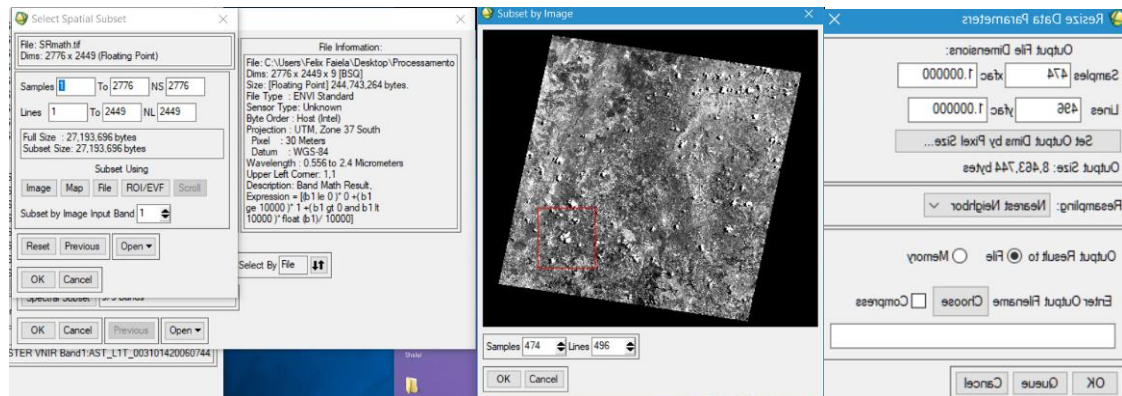 Select Spatial Subset
File: SRmath.tif
Dims: 2776 x 2449 (Floating Point)
Samples 1 To 2776 NS 2776
Lines 1 To 2449 NL 2449
Full Size : 27,193,696 bytes
Subset Size: 27,193,696 bytes
Subset Using
Image Map File ROI/EVF Scroll
Subset by Image Input Band 1
Reset Previous Open
OK Cancel
Spectral Subset
OK Cancel Previous Open
STER VNIR Band1:AST_L1T_003101420060744
File Information:
File: C:\Users\Felix Faiela\Desktop\Processamento
Dims: 2776 x 2449 x 9 [BSQ]
Size: [Floating Point] 244,743,264 bytes.
File Type : ENVI Standard
Sensor Type: Unknown
Byte Order : Host (Intel)
Projection : UTM, Zone 37 South
Pixel : 30 Meters
Datum : WGS-84
Wavelength : 0.556 to 2.4 Micrometers
Upper Left Corner: 1,1
Description: Band Math Result,
Expression = [(b1 le 0 )* 0 +( b1
ge 10000 )* 1 +( b1 gt 0 and b1 lt
10000 )* float (b1)/ 10000]
Select By File
Subset by Image
Samples 474 Lines 496
OK Cancel
Resize Data Parameters
Output File Dimensions:
Samples 474 xfac 1.000000
Lines 496 yfac 1.000000
Set Output Dims by Pixel Size...
Output Size: 8,463,744 bytes
Resampling: Nearest Neighbor
Output Result to File Memory
Enter Output Filename Choose Compress
OK Queue Cancel